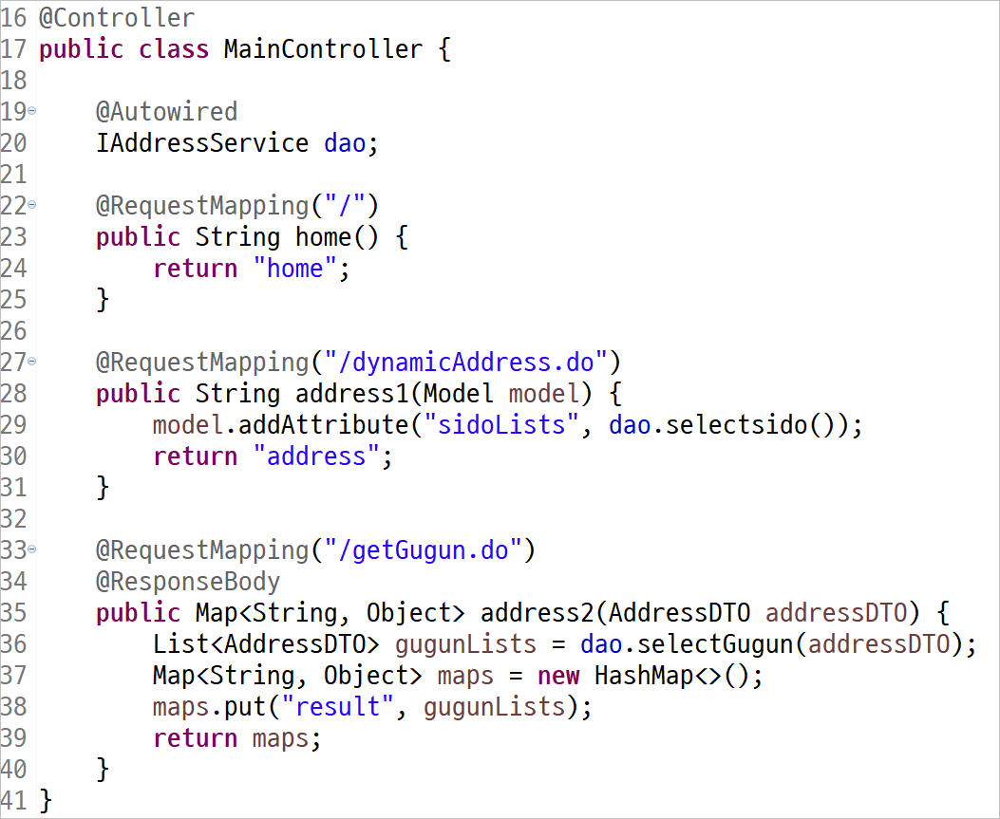 16 @Controller
17 public class MainController {
18
19 @Autowired
20 IAddressService dao;
21
22 @RequestMapping("/")
23 public String home() {
24 return "home";
25 }
26
27 @RequestMapping("/dynamicAddress.do")
28 public String address1(Model model) {
29 model.addAttribute("sidoLists", dao.selectsido());
30 return "address";
31 }
32
33 @RequestMapping("/getGugun.do")
34 @ResponseBody
35 public Map<String, Object> address2(AddressDTO addressDTO) {
36 List<AddressDTO> gugunLists = dao.selectGugun(addressDTO);
37 Map<String, Object> maps = new HashMap<>();
38 maps.put("result", gugunLists);
39 return maps;
40 }
41 }